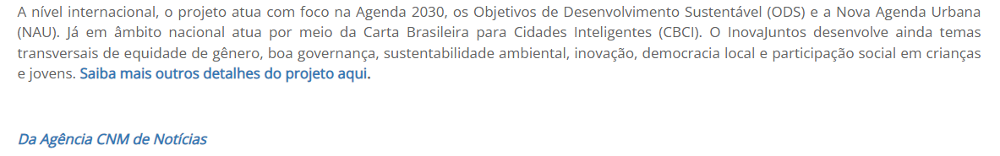 A nível internacional, o projeto atua com foco na Agenda 2030, os Objetivos de Desenvolvimento Sustentável (ODS) e a Nova Agenda Urbana
(NAU). Já em âmbito nacional atua por meio da Carta Brasileira para Cidades Inteligentes (CBCI). O InovaJuntos desenvolve ainda temas
transversais de equidade de gênero, boa governança, sustentabilidade ambiental, inovação, democracia local e participação social em crianças
e jovens. Saiba mais outros detalhes do projeto aqui.
Da Agência CNM de Notícias